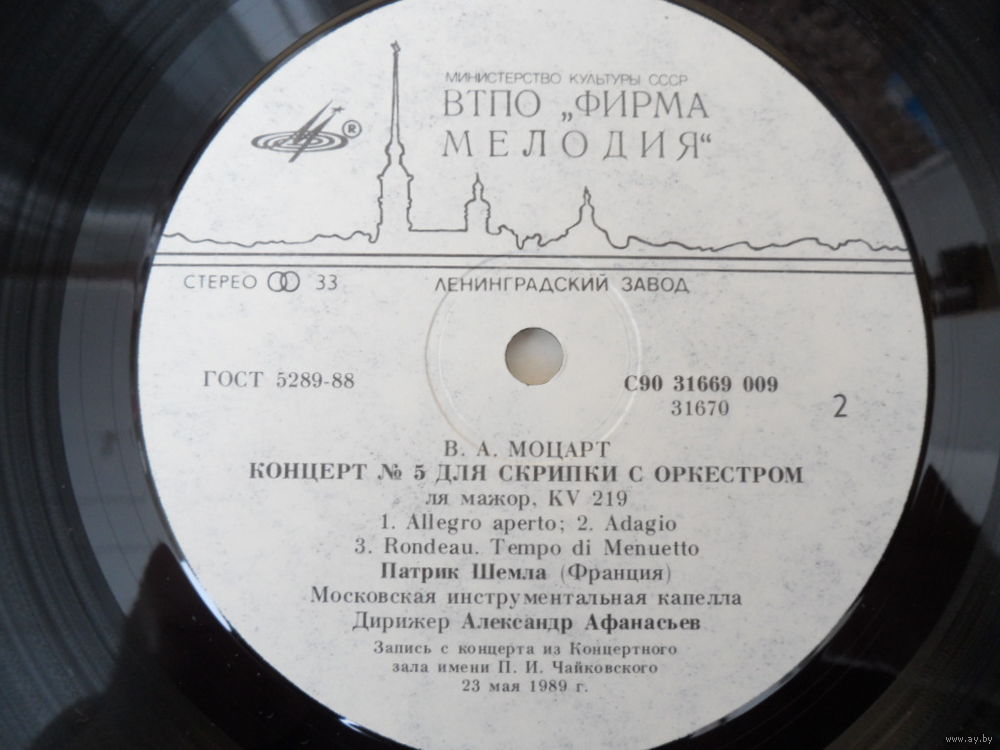 МИНИСТЕРСТВО КУЛЬТУРЫ СССР
ВТПО „ФИРМА
МЕЛОДИЯ“
®
СТЕРЕО 33 ЛЕНИНГРАДСКИЙ ЗАВОД
ГОСТ 5289-88 С90 31669 009
31670 2
В. А. МОЦАРТ
КОНЦЕРТ № 5 ДЛЯ СКРИПКИ С ОРКЕСТРОМ
ля мажор, KV 219
1. Allegro aperto; 2. Adagio
3. Rondeau. Tempo di Menuetto
Патрик Шемла (Франция)
Московская инструментальная капелла
Дирижер Александр Афанасьев
Запись с концерта из Концертного
зала имени П. И. Чайковского
23 мая 1989 г.
www.ay.by